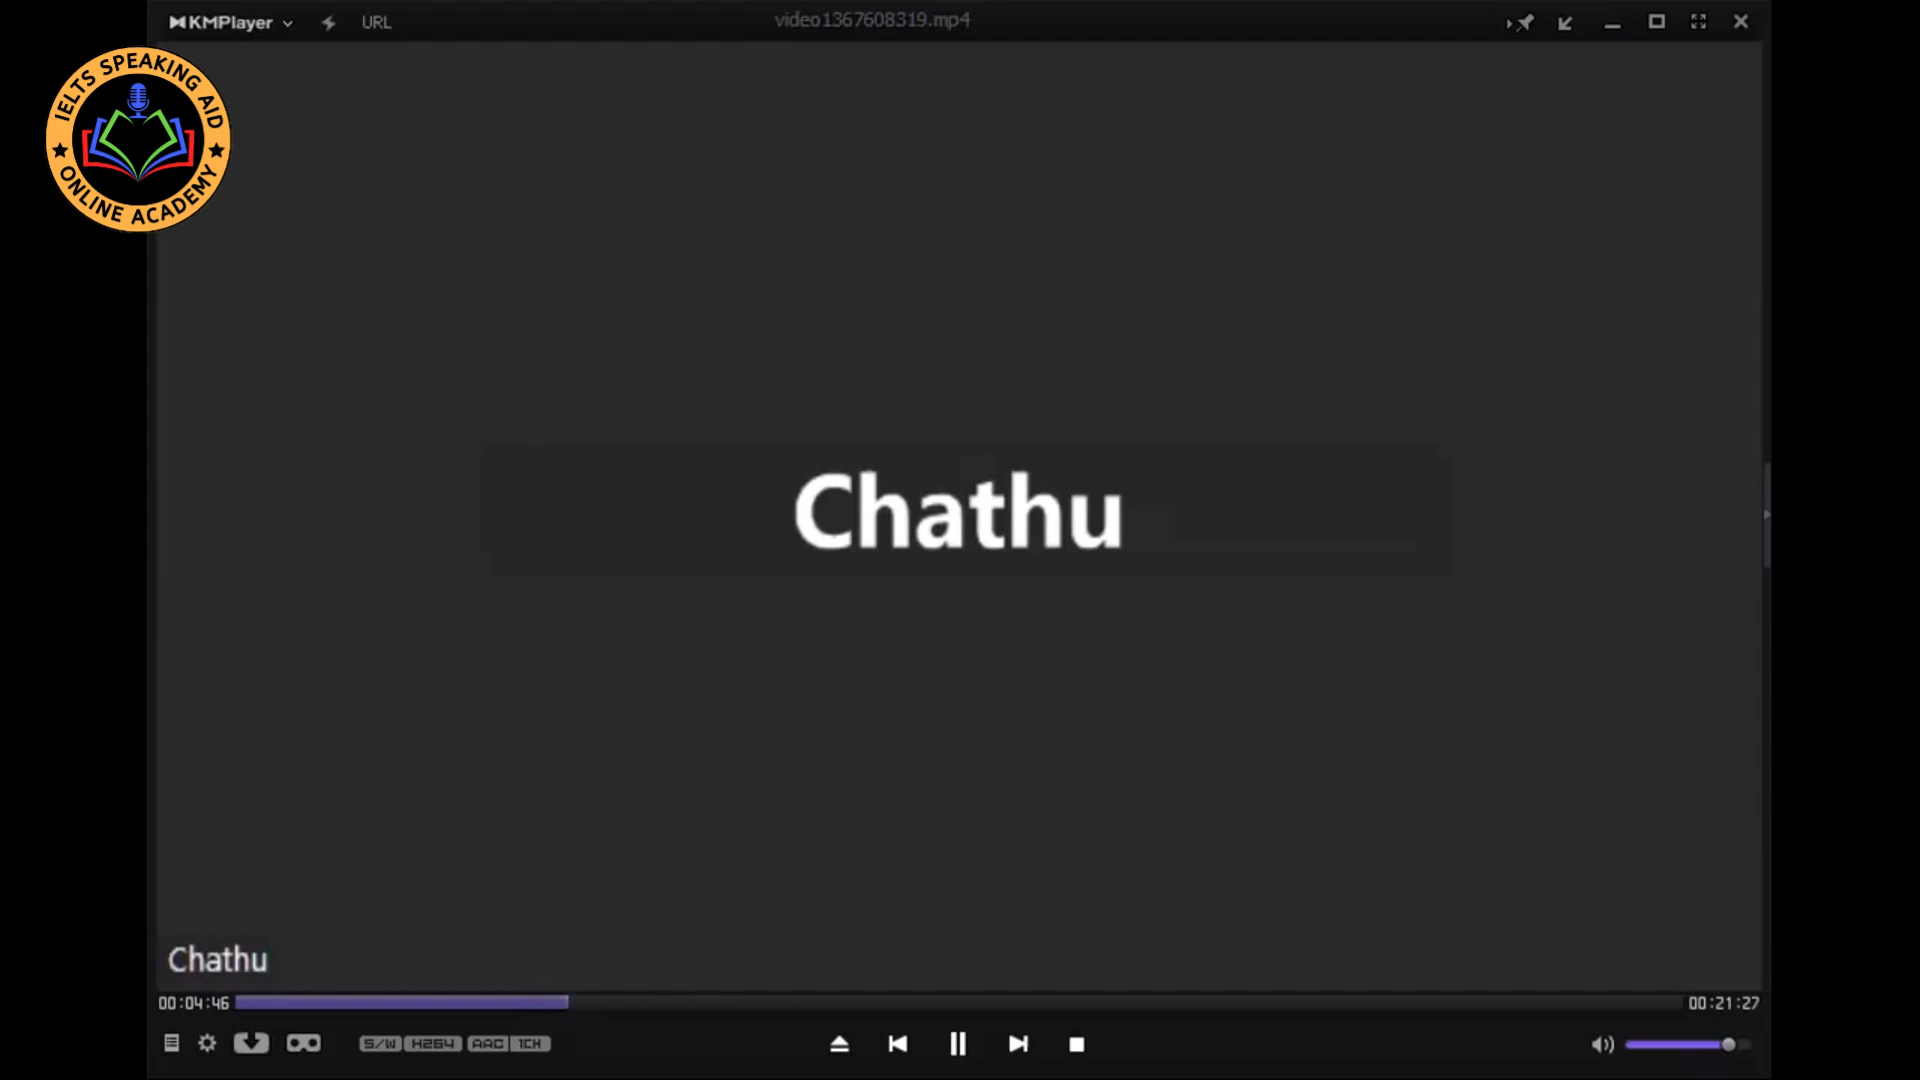 KMPlayer URL video1367608319.mp4
IELTS SPEAKING AID
ONLINE ACADEMY
Chathu
Chathu
00:04:46 00:21:27
S/W H264 AAC 1CH